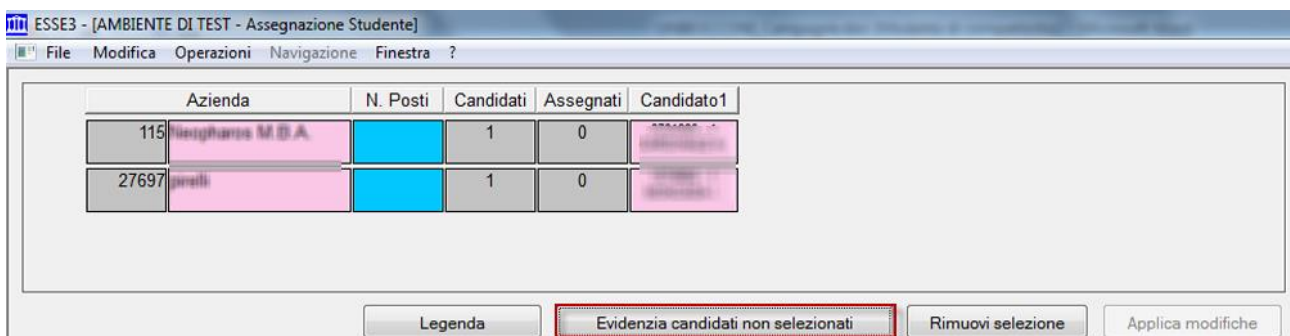 ESSE3 - [AMBIENTE DI TEST - Assegnazione Studente]
File Modifica Operazioni Navigazione Finestra ?
Azienda N. Posti Candidati Assegnati Candidato1
115 M.B.A. 1 0
27697 1 0
Legenda Evidenzia candidati non selezionati Rimuovi selezione Applica modifiche